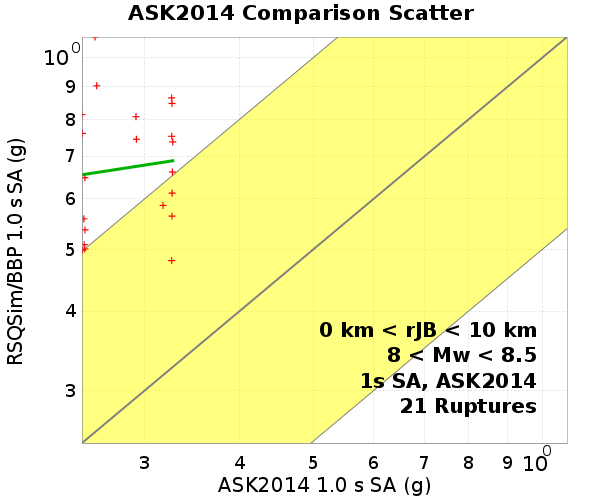 ASK2014 Comparison Scatter
RSQSim/BBP 1.0 s SA (g)
10^0
9
8
7
6
5
4
3
0 km < rJB < 10 km
8 < Mw < 8.5
1s SA, ASK2014
21 Ruptures
3 4 5 6 7 8 9 10^0
ASK2014 1.0 s SA (g)